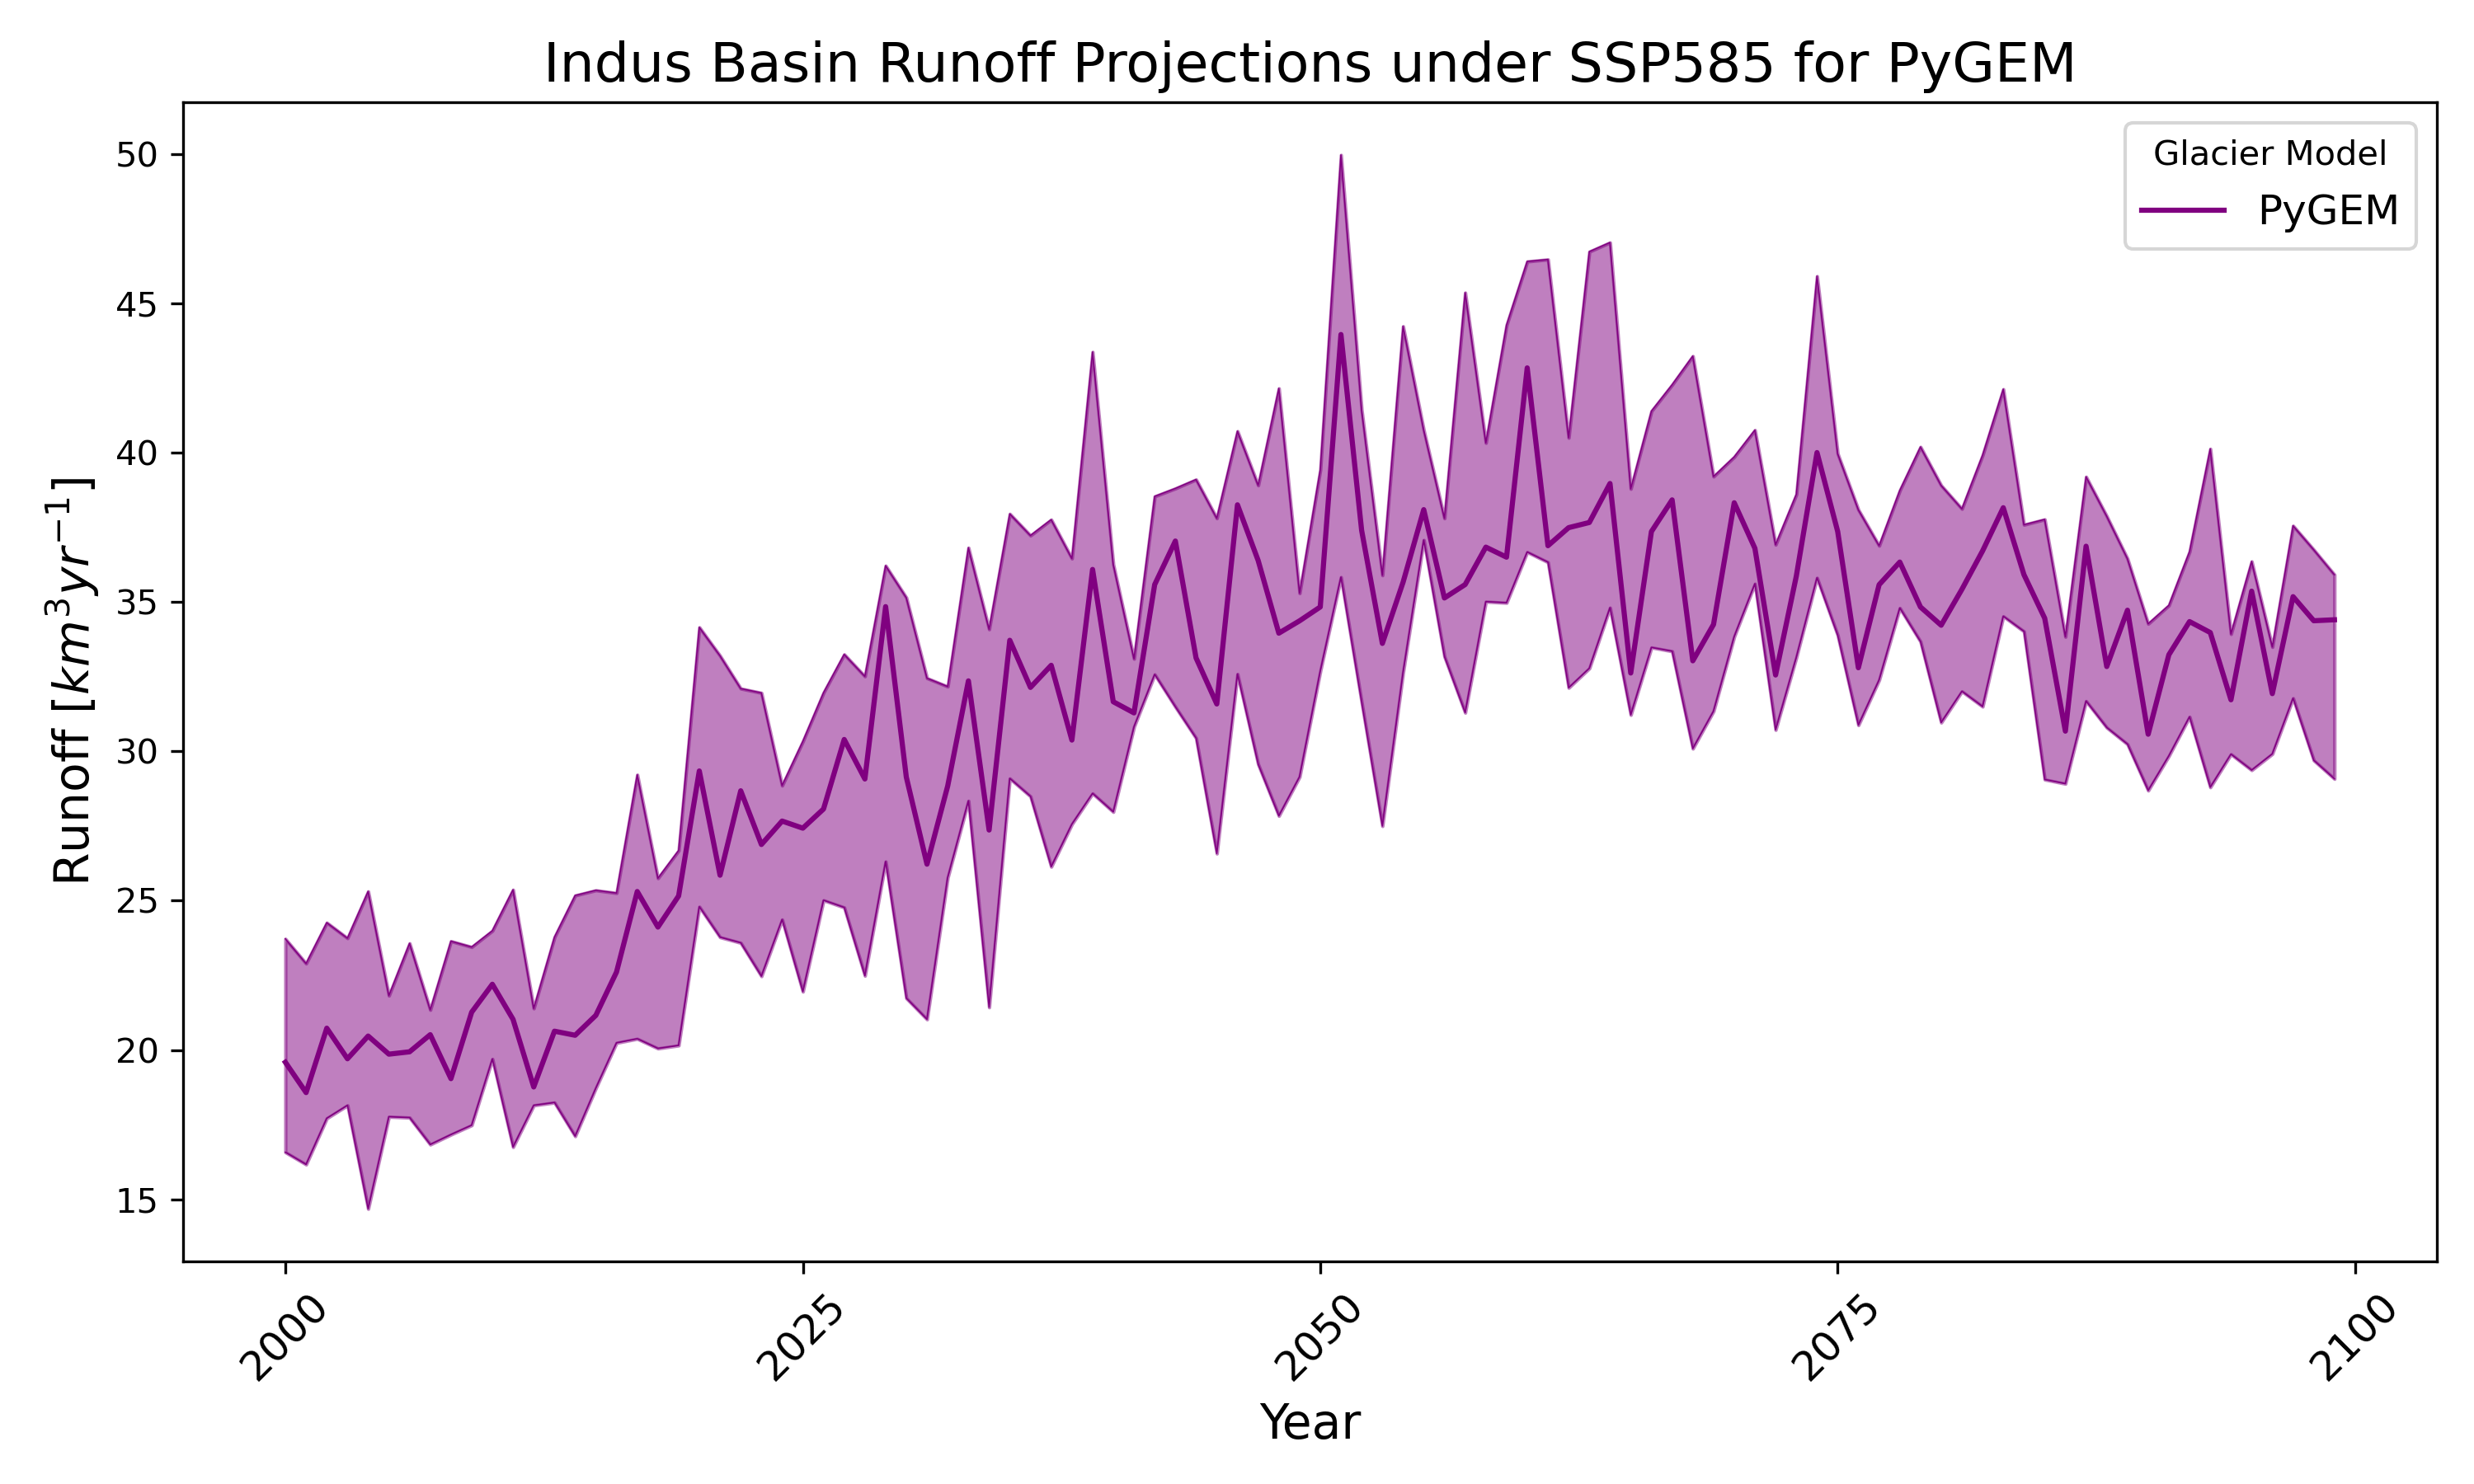 Indus Basin Runoff Projections under SSP585 for PyGEM
Glacier Model
PyGEM
Runoff [km³yr⁻¹]
50
45
40
35
30
25
20
15
2000
2025
2050
2075
2100
Year